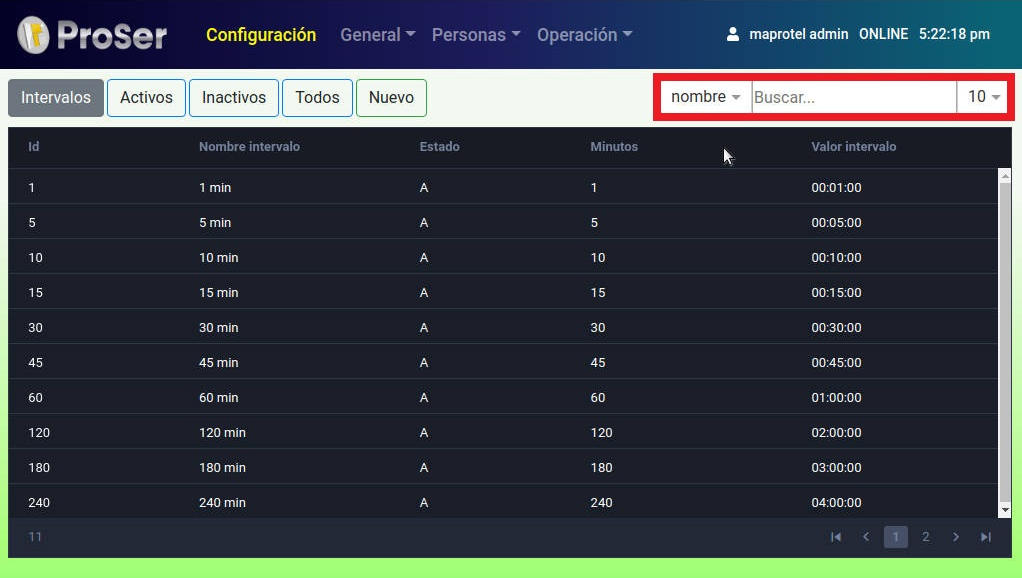 ProSer Configuración General Personas Operación maprotel admin ONLINE 5:22:18 pm
Intervalos Activos Inactivos Todos Nuevo nombre Buscar... 10
Id Nombre intervalo Estado Minutos Valor intervalo
1 1 min A 1 00:01:00
5 5 min A 5 00:05:00
10 10 min A 10 00:10:00
15 15 min A 15 00:15:00
30 30 min A 30 00:30:00
45 45 min A 45 00:45:00
60 60 min A 60 01:00:00
120 120 min A 120 02:00:00
180 180 min A 180 03:00:00
240 240 min A 240 04:00:00
11 1 2